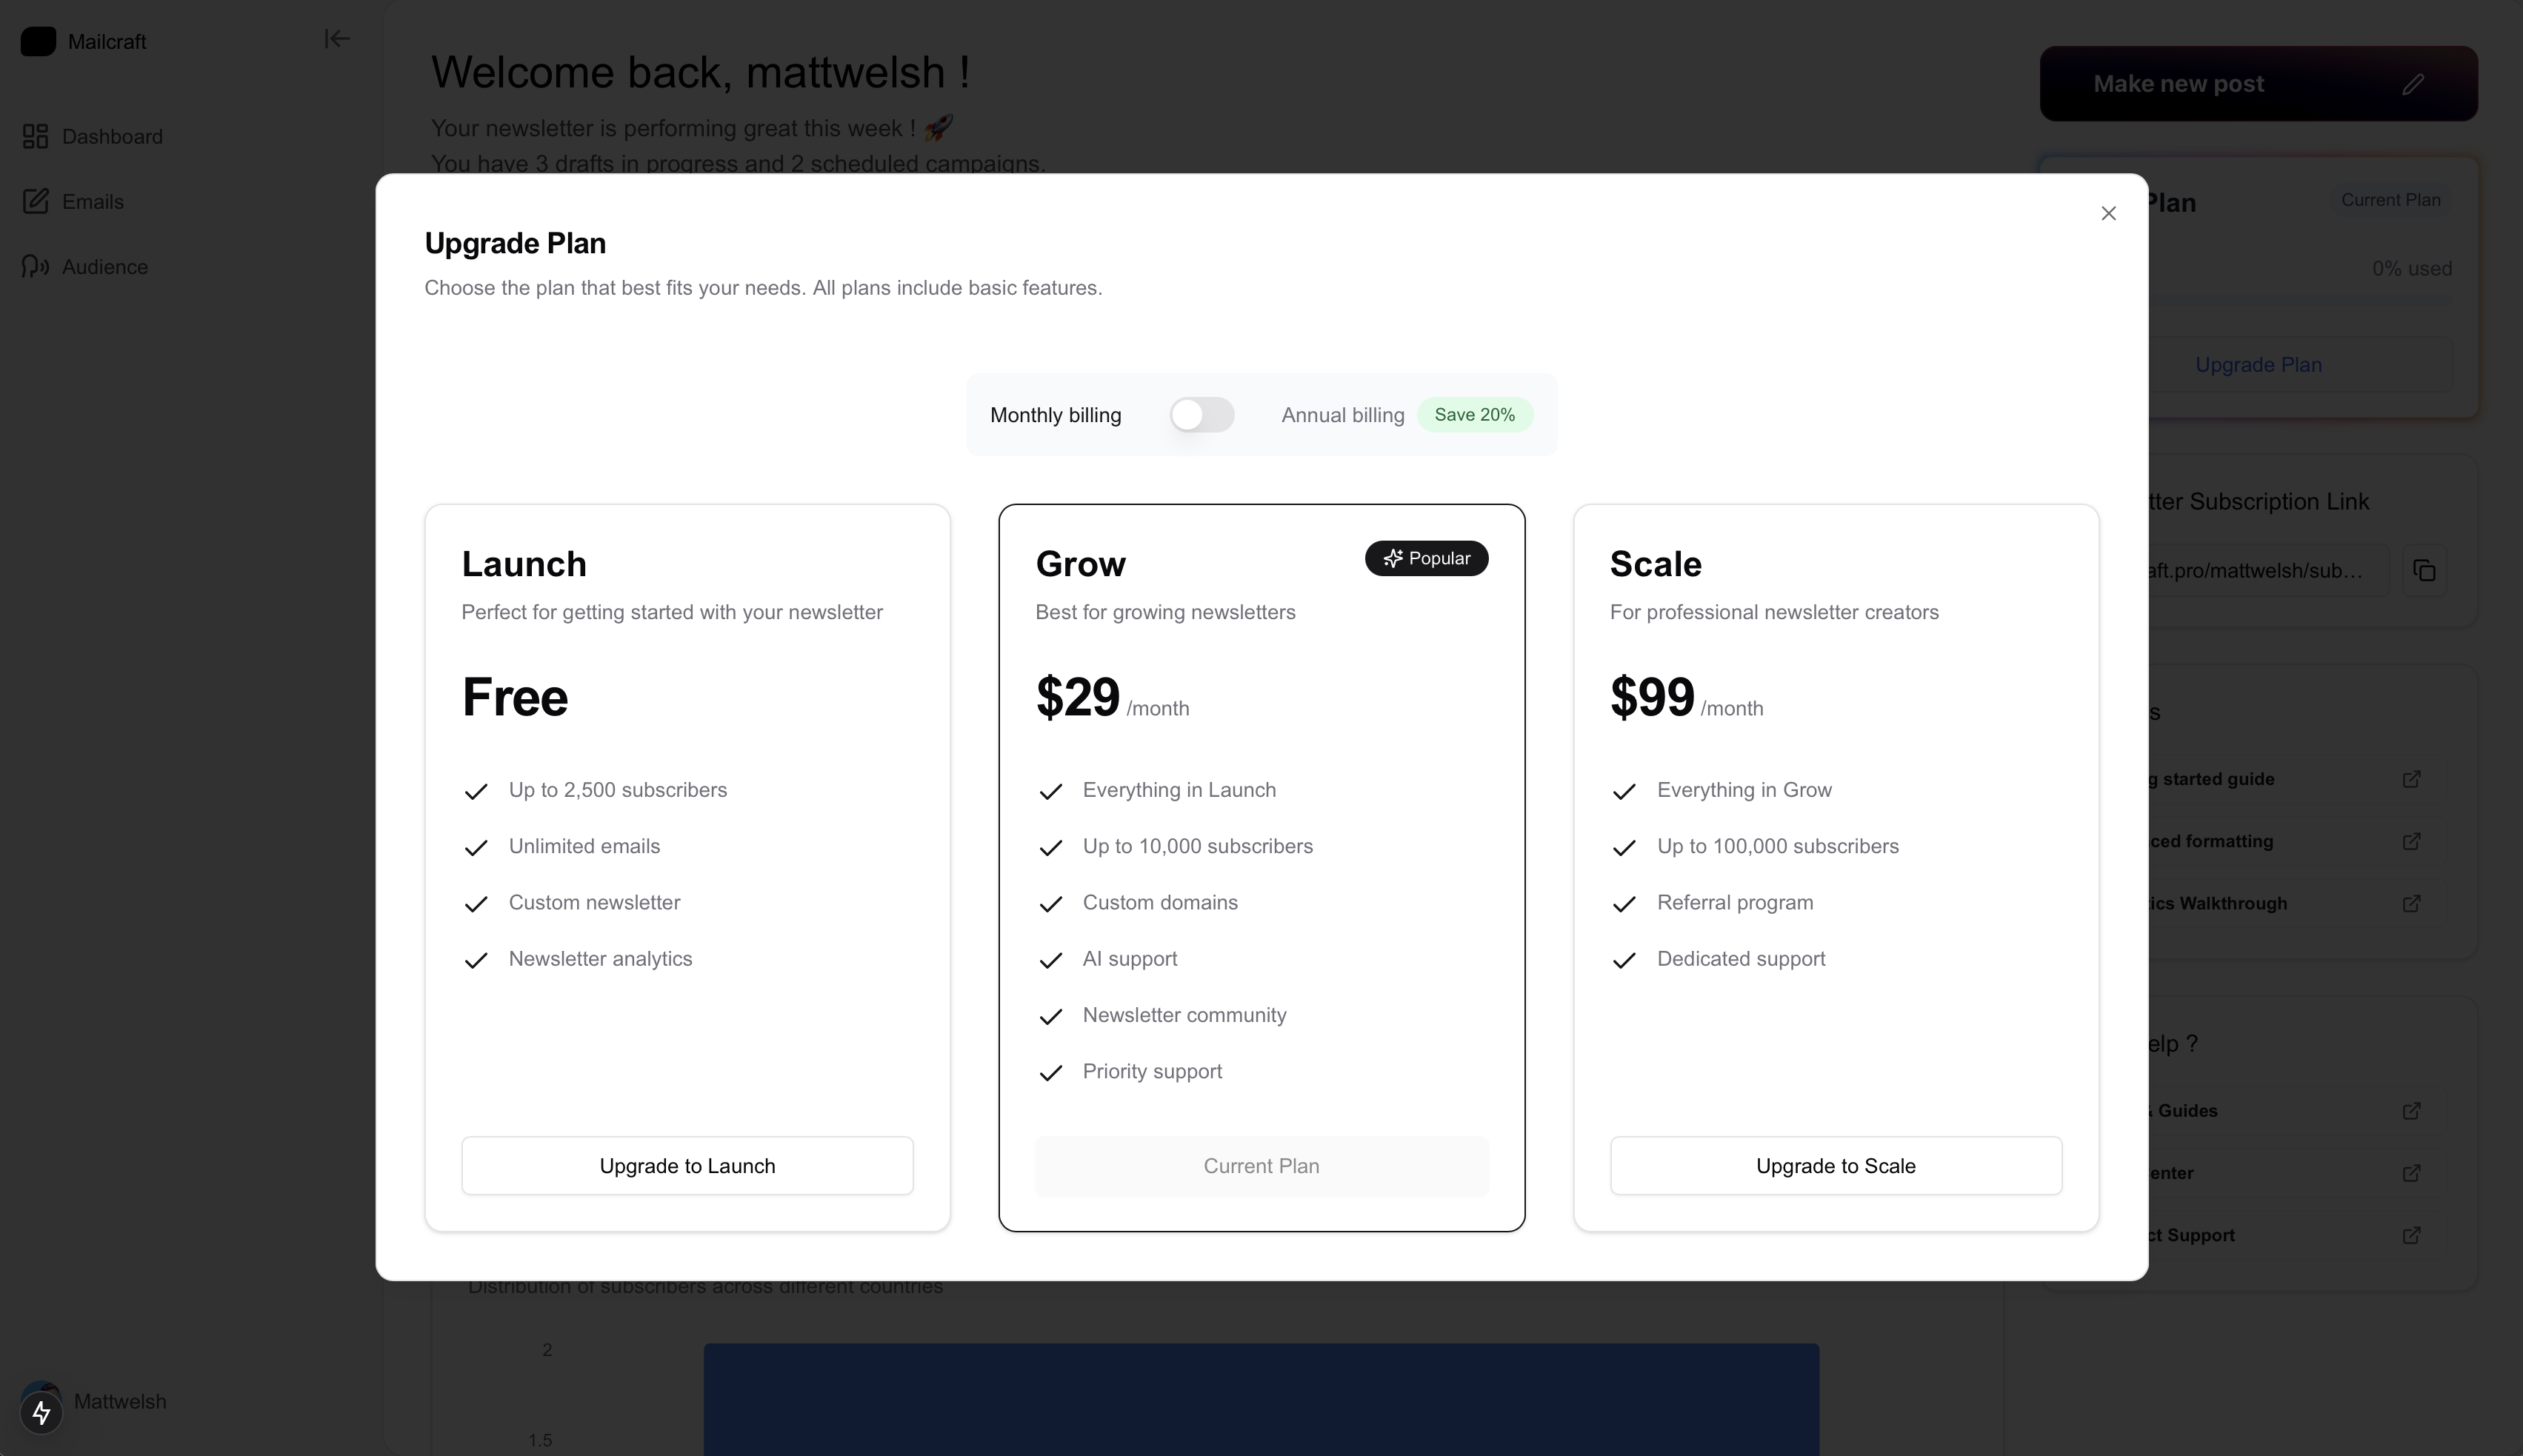 Mailcraft
Dashboard
Emails
Audience
Welcome back, mattwelsh !
Your newsletter is performing great this week ! 🚀
You have 3 drafts in progress and 2 scheduled campaigns.
Make new post
Plan
Current Plan
0% used
Upgrade Plan
Upgrade Plan
Choose the plan that best fits your needs. All plans include basic features.
Monthly billing
Annual billing
Save 20%
Launch
Perfect for getting started with your newsletter
Free
Up to 2,500 subscribers
Unlimited emails
Custom newsletter
Newsletter analytics
Upgrade to Launch
Grow
Popular
Best for growing newsletters
$29 /month
Everything in Launch
Up to 10,000 subscribers
Custom domains
AI support
Newsletter community
Priority support
Current Plan
Scale
For professional newsletter creators
$99 /month
Everything in Grow
Up to 100,000 subscribers
Referral program
Dedicated support
Upgrade to Scale
Subscription Link
aft.pro/mattwelsh/sub…
started guide
formatting
Walkthrough
elp ?
& Guides
enter
Support
Distribution of subscribers across different countries
2
1.5
Mattwelsh